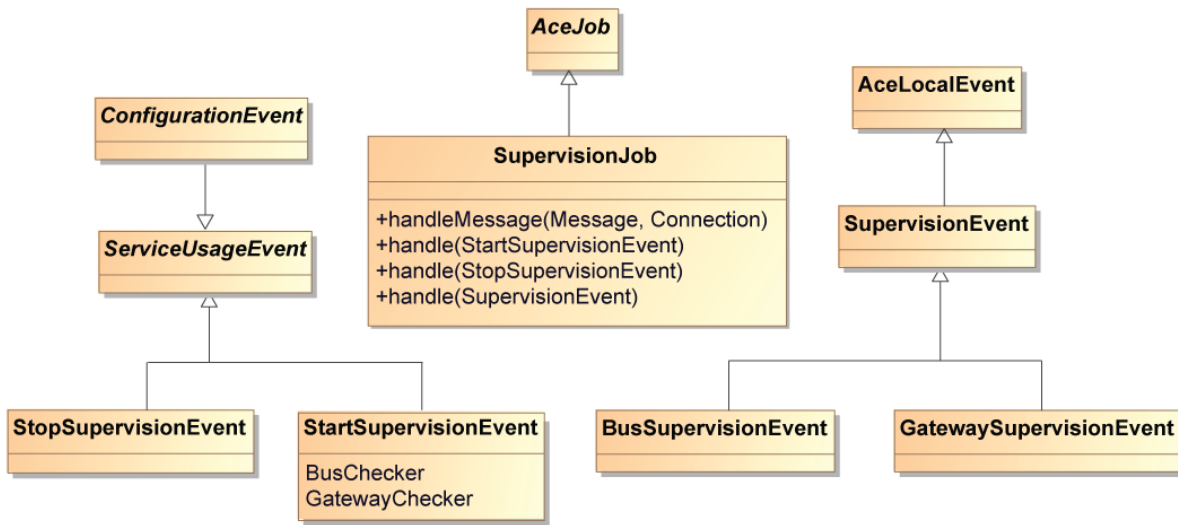 AceJob
AceLocalEvent
ConfigurationEvent
SupervisionJob
+handleMessage(Message, Connection)
+handle(StartSupervisionEvent)
+handle(StopSupervisionEvent)
+handle(SupervisionEvent)
SupervisionEvent
ServiceUsageEvent
StopSupervisionEvent
StartSupervisionEvent
BusChecker
GatewayChecker
BusSupervisionEvent
GatewaySupervisionEvent